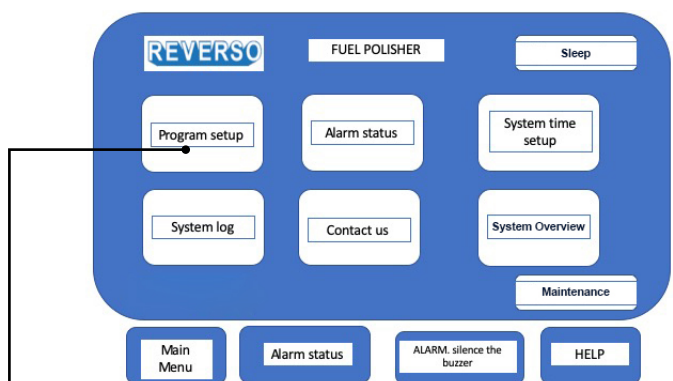 REVERSO
FUEL POLISHER
Sleep
Program setup
Alarm status
System time
setup
System log
Contact us
System Overview
Maintenance
Main
Menu
Alarm status
ALARM. silence the
buzzer
HELP